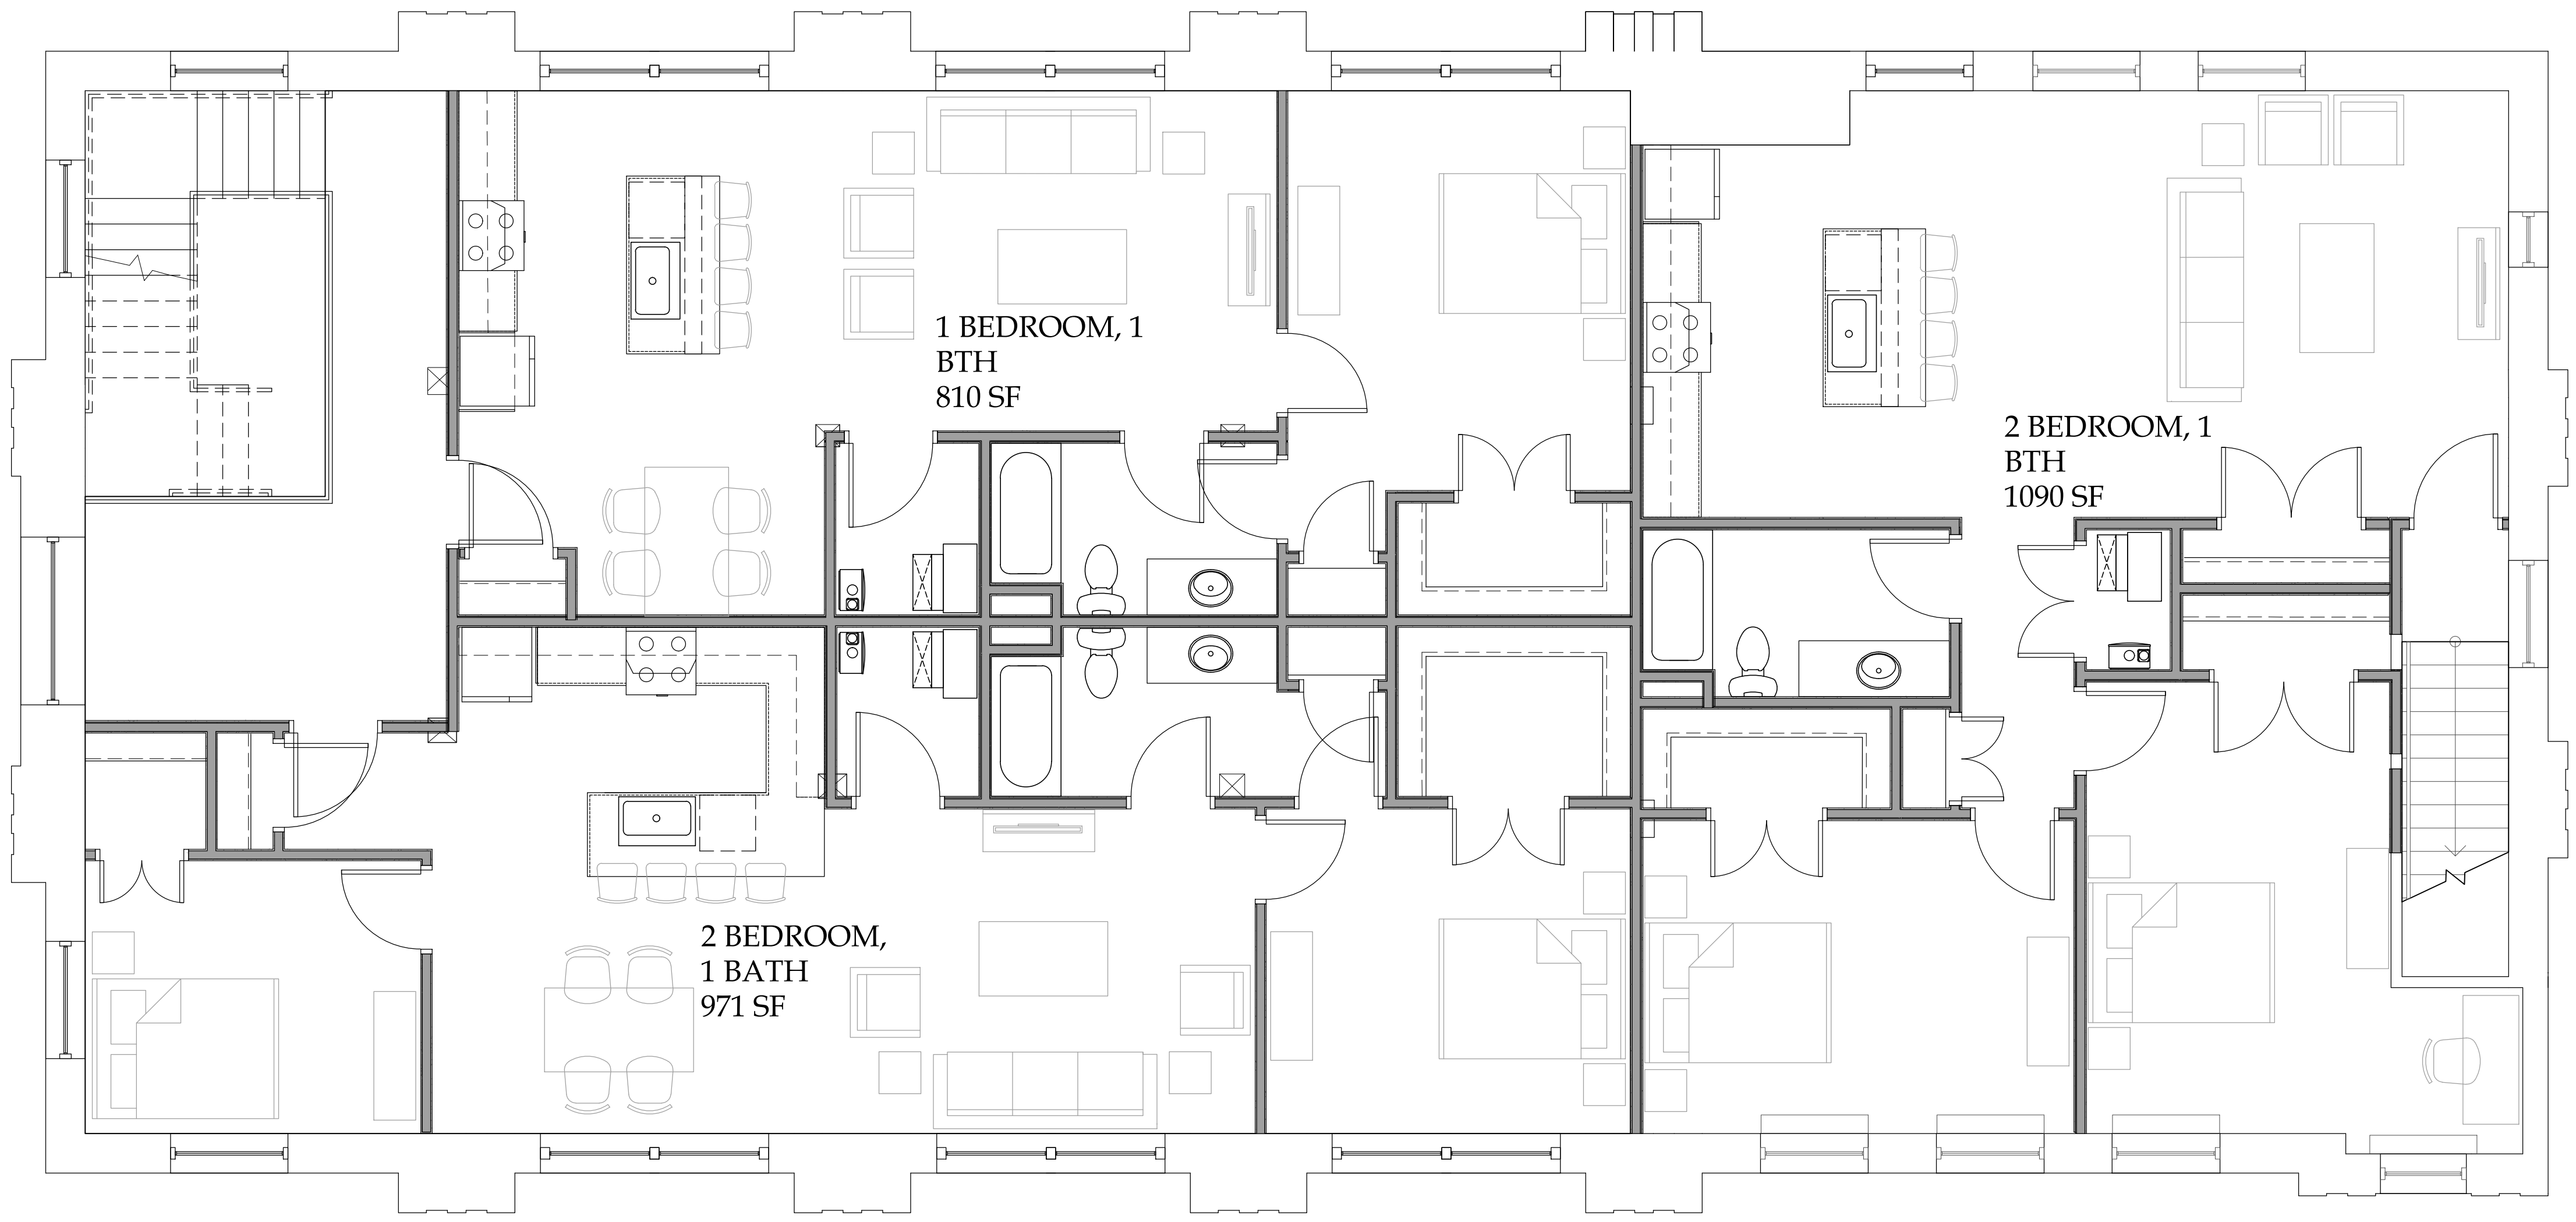 1 BEDROOM, 1
BTH
810 SF
2 BEDROOM, 1
BTH
1090 SF
2 BEDROOM,
1 BATH
971 SF